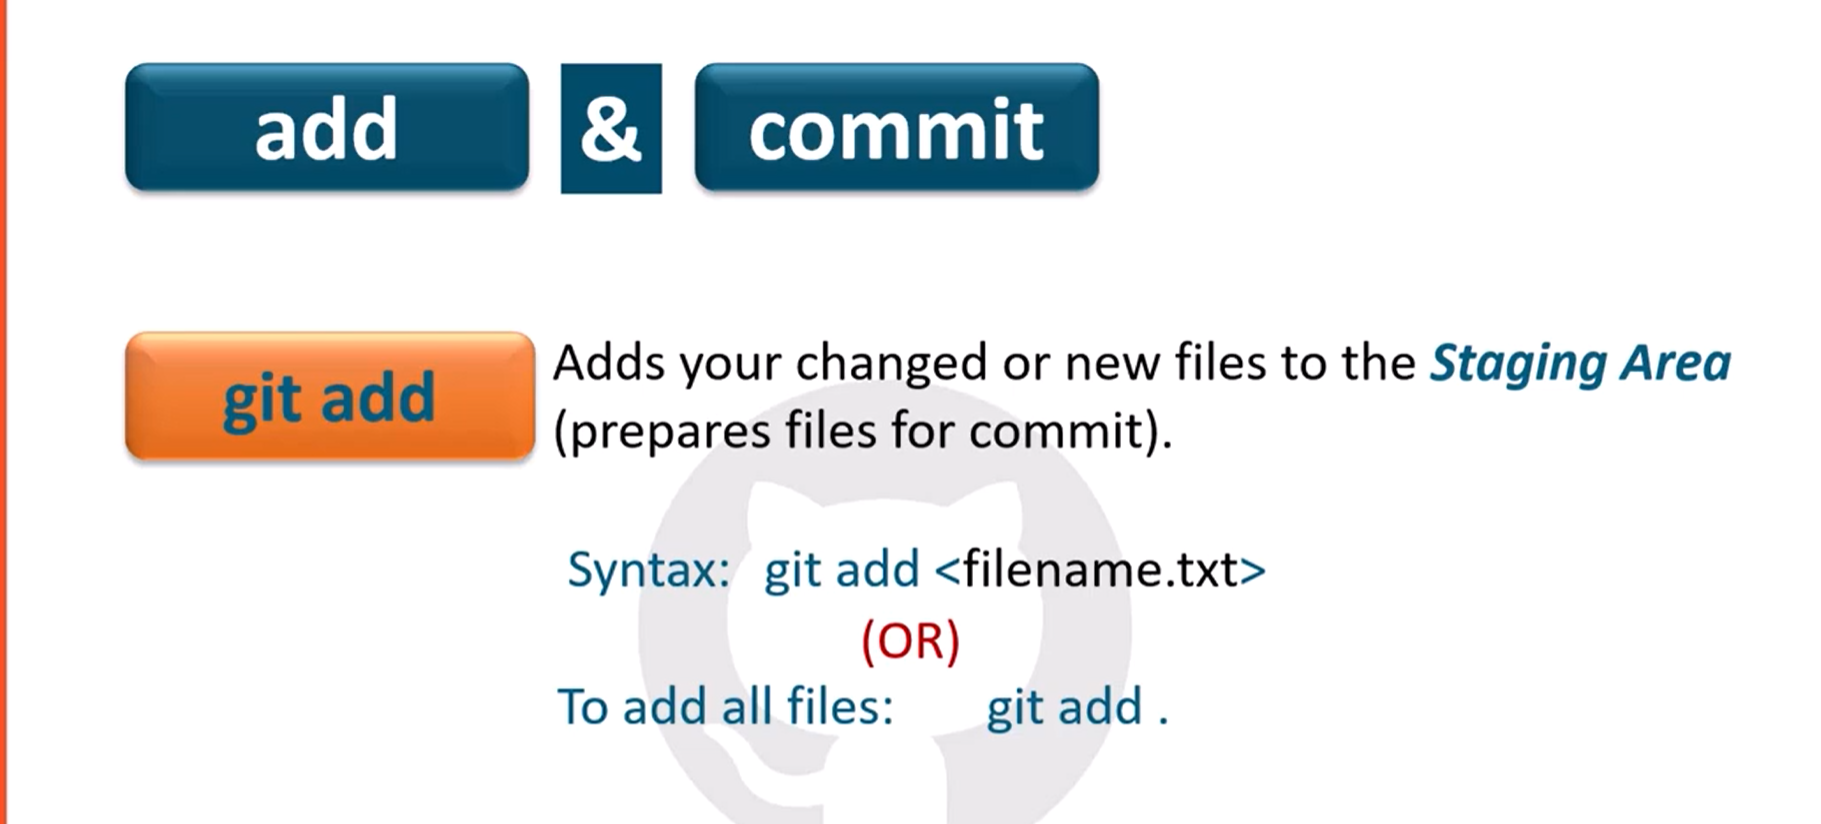 add & commit
git add
Adds your changed or new files to the Staging Area
(prepares files for commit).
Syntax: git add <filename.txt>
(OR)
To add all files: git add .